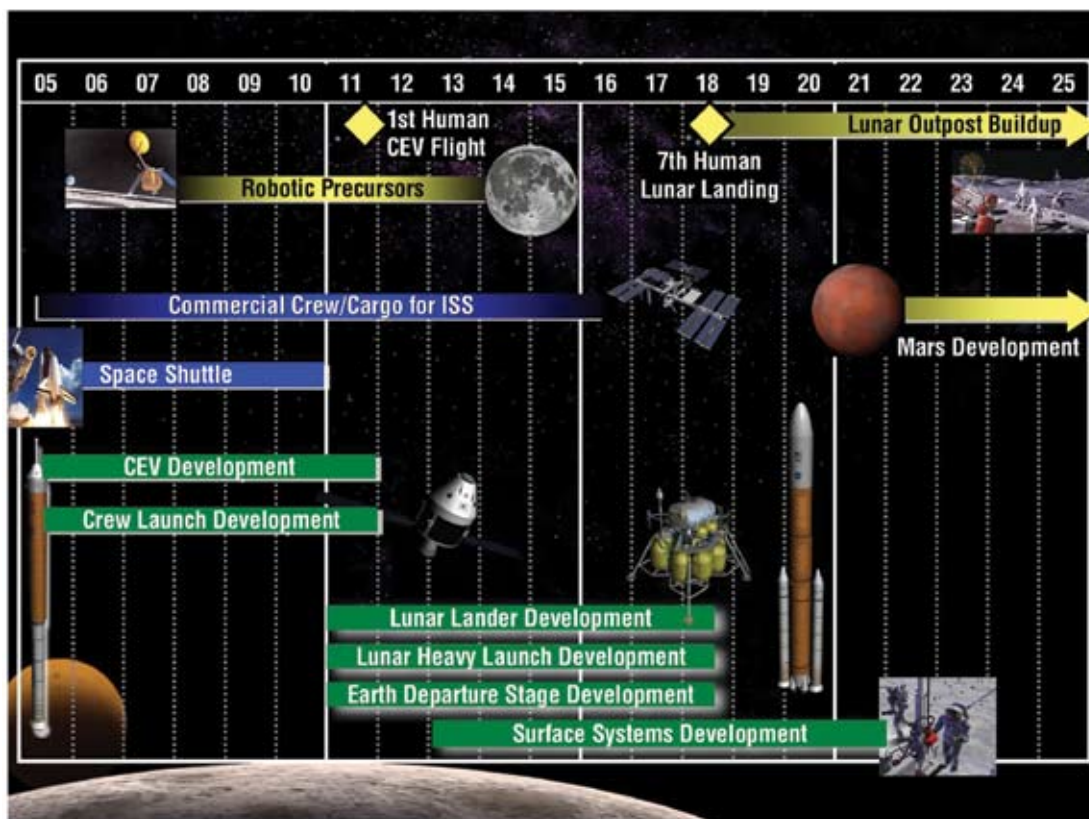 05 06 07 08 09 10 11 12 13 14 15 16 17 18 19 20 21 22 23 24 25
1st Human
CEV Flight
Lunar Outpost Buildup
7th Human
Lunar Landing
Robotic Precursors
Commercial Crew/Cargo for ISS
Mars Development
Space Shuttle
CEV Development
Crew Launch Development
Lunar Lander Development
Lunar Heavy Launch Development
Earth Departure Stage Development
Surface Systems Development